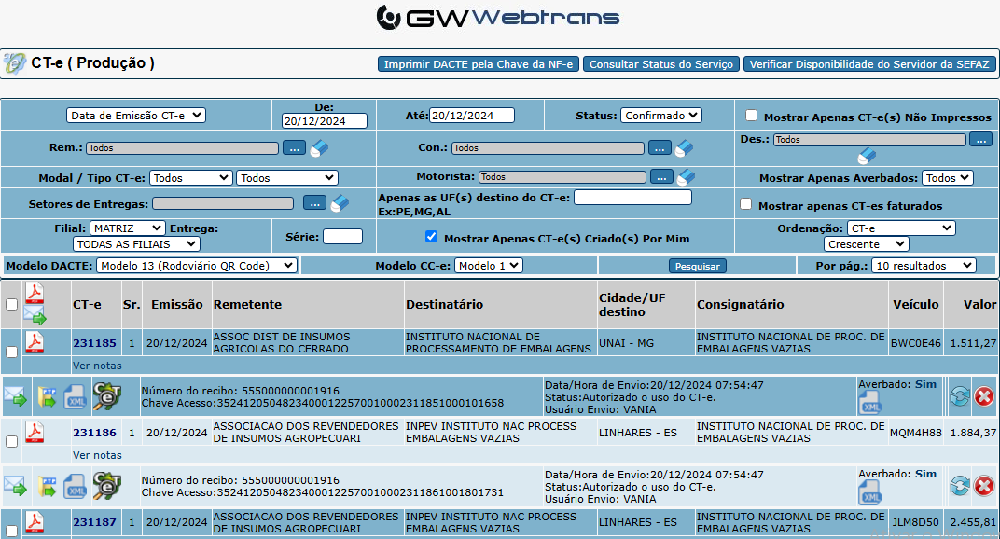 GW Webtrans
CT-e ( Produção )
Imprimir DACTE pela Chave da NF-e
Consultar Status do Serviço
Verificar Disponibilidade do Servidor da SEFAZ
Data de Emissão CT-e
De:
20/12/2024
Até: 20/12/2024
Status: Confirmado
Mostrar Apenas CT-e(s) Não Impressos
Rem.: Todos ...
Con.: Todos ...
Des.: Todos ...
Modal / Tipo CT-e: Todos Todos
Motorista: Todos ...
Mostrar Apenas Averbados: Todos
Setores de Entregas: ...
Apenas as UF(s) destino do CT-e:
Ex:PE,MG,AL
Mostrar apenas CT-es faturados
Filial: MATRIZ Entrega:
TODAS AS FILIAIS
Série:
Mostrar Apenas CT-e(s) Criado(s) Por Mim
Ordenação: CT-e
Crescente
Modelo DACTE: Modelo 13 (Rodoviário QR Code)
Modelo CC-e: Modelo 1
Pesquisar
Por pág.: 10 resultados
CT-e Sr. Emissão Remetente Destinatário Cidade/UF destino Consignatário Veículo Valor
231185 1 20/12/2024
ASSOC DIST DE INSUMOS
AGRICOLAS DO CERRADO
INSTITUTO NACIONAL DE
PROCESSAMENTO DE EMBALAGENS
UNAI - MG
INSTITUTO NACIONAL DE PROC. DE
EMBALAGENS VAZIAS
BWC0E46 1.511,27
Ver notas
XML
Número do recibo: 555000000001916
Chave Acesso:35241205048234000122570010002311851000101658
Data/Hora de Envio:20/12/2024 07:54:47
Status:Autorizado o uso do CT-e.
Usuário Envio: VANIA
Averbado: Sim
XML
231186 1 20/12/2024
ASSOCIACAO DOS REVENDEDORES
DE INSUMOS AGROPECUARI
INPEV INSTITUTO NAC PROCESS
EMBALAGENS VAZIAS
LINHARES - ES
INSTITUTO NACIONAL DE PROC. DE
EMBALAGENS VAZIAS
MQM4H88 1.884,37
Ver notas
XML
Número do recibo: 555000000001916
Chave Acesso:35241205048234000122570010002311861001801731
Data/Hora de Envio:20/12/2024 07:54:47
Status:Autorizado o uso do CT-e.
Usuário Envio: VANIA
Averbado: Sim
XML
231187 1 20/12/2024
ASSOCIACAO DOS REVENDEDORES
DE INSUMOS AGROPECUARI
INPEV INSTITUTO NAC PROCESS
EMBALAGENS VAZIAS
LINHARES - ES
INSTITUTO NACIONAL DE PROC. DE
EMBALAGENS VAZIAS
JLM8D50 2.455,81